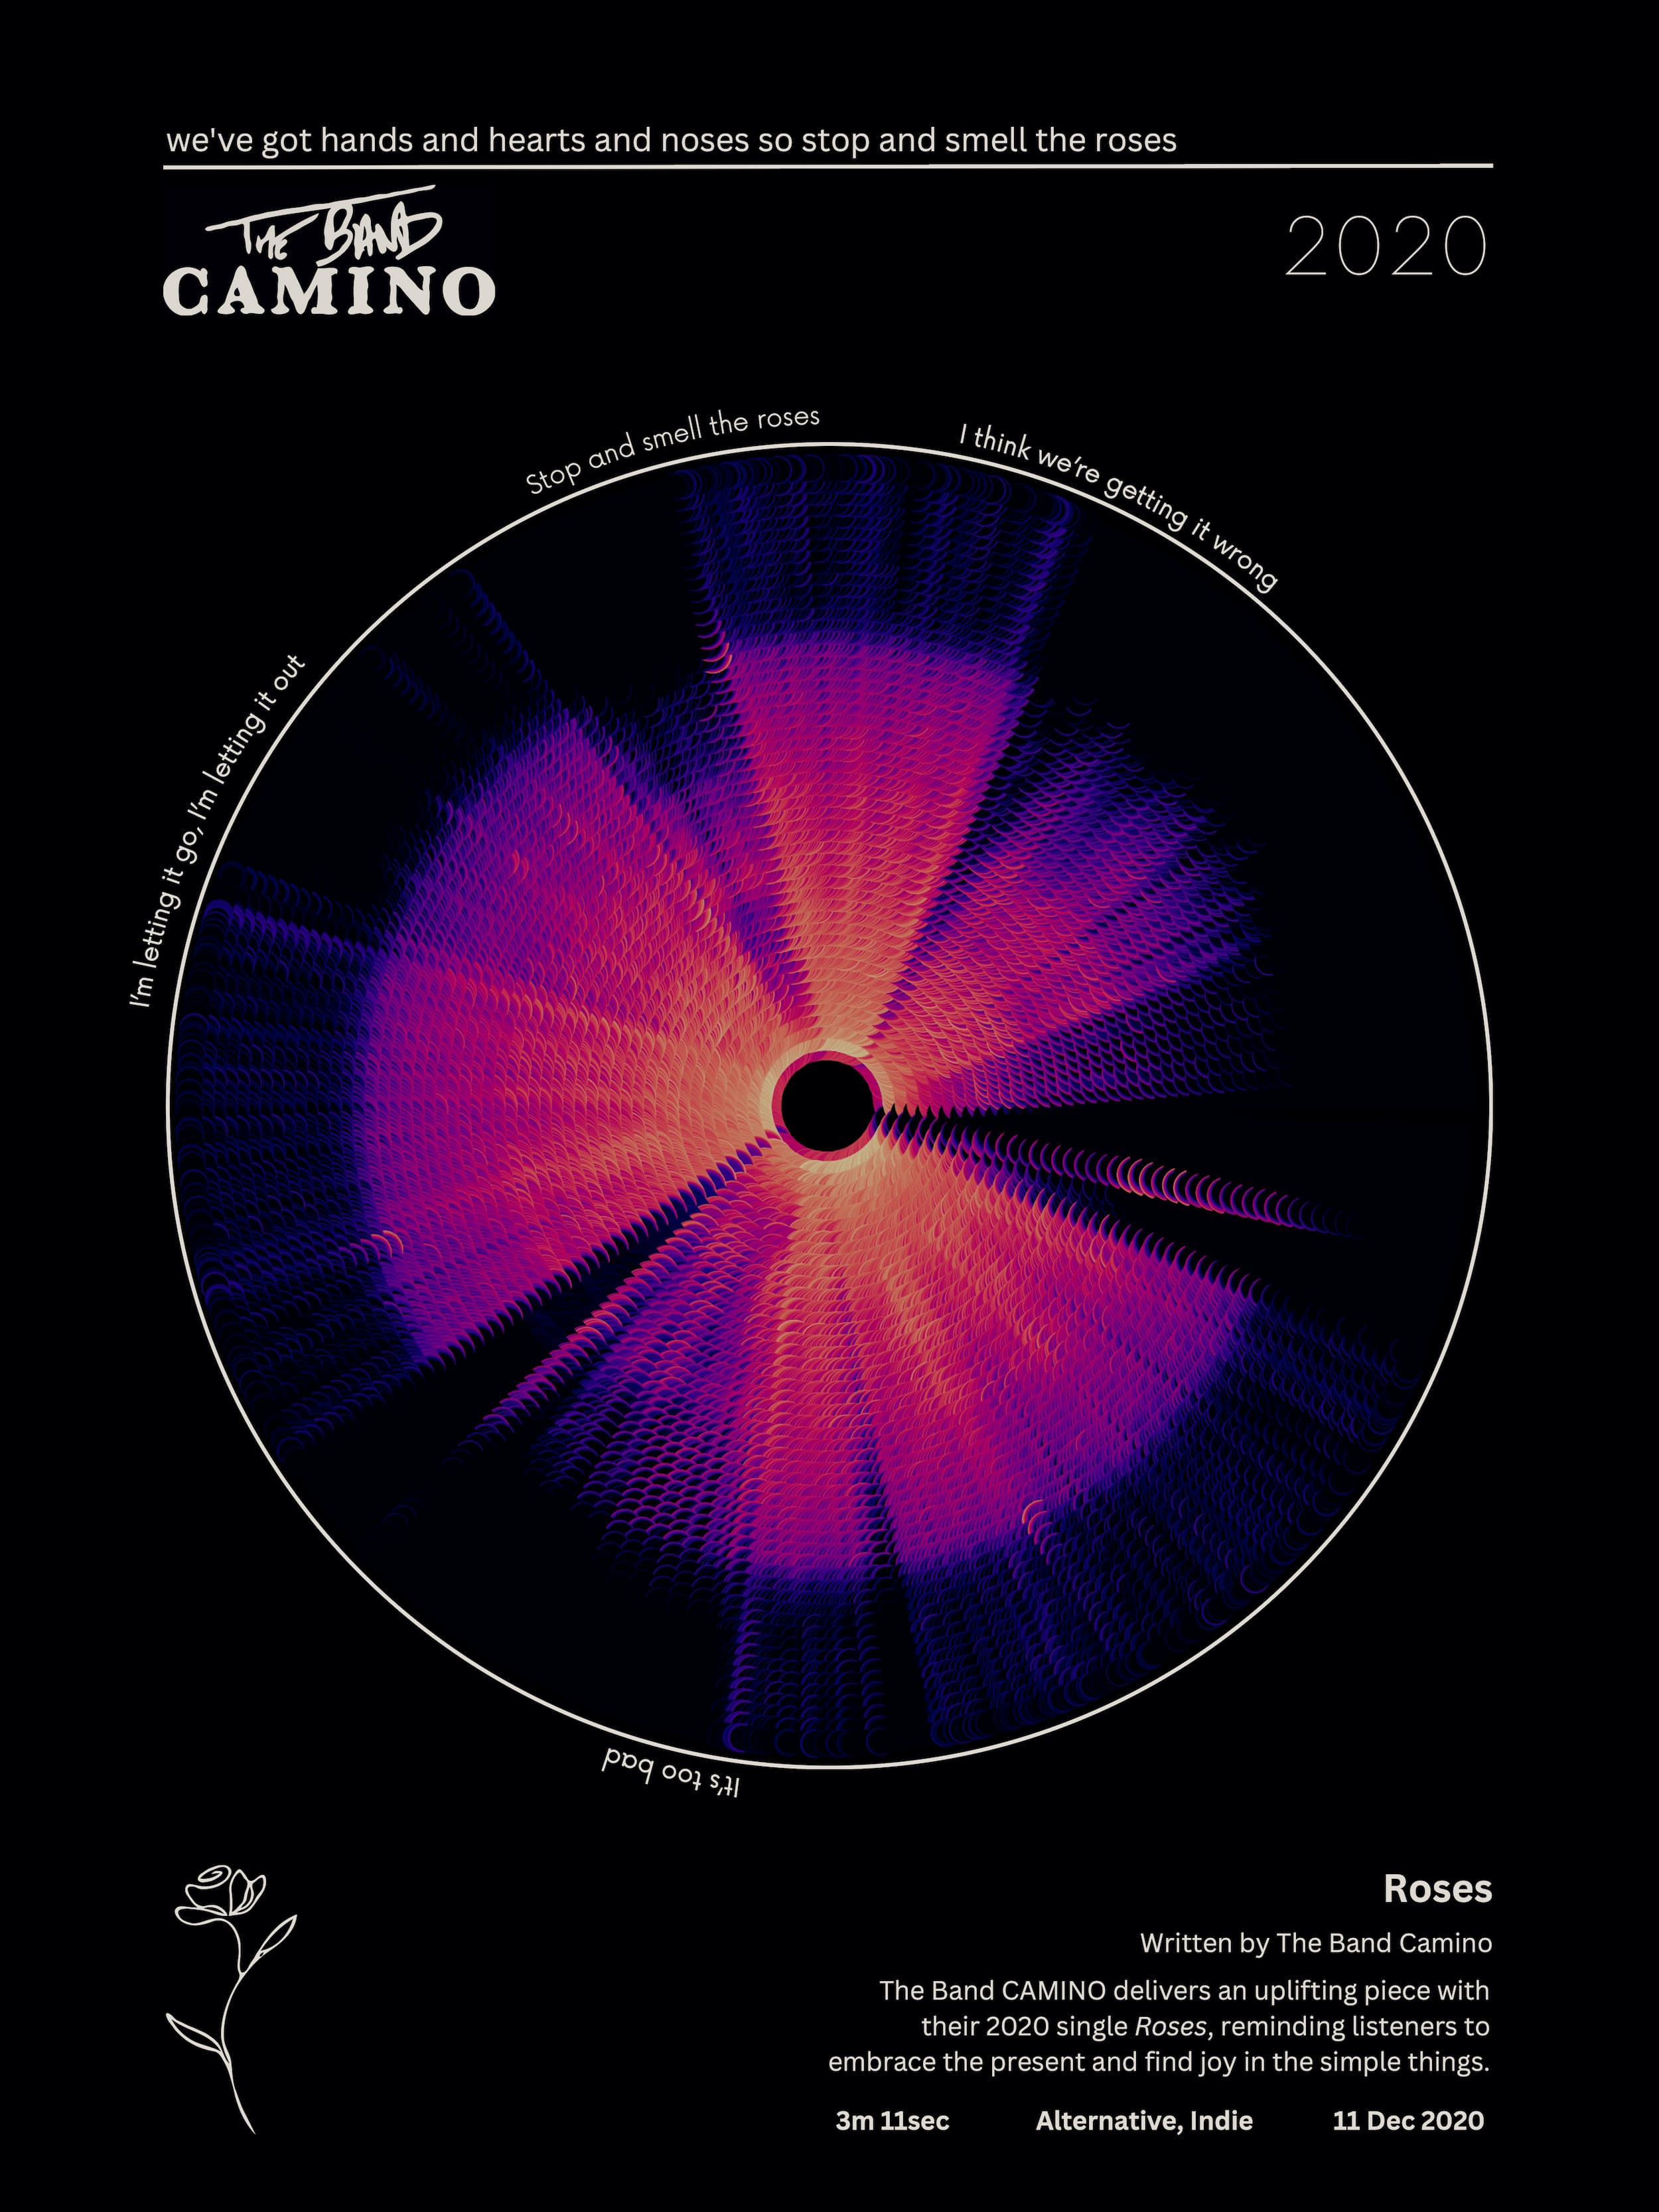 we've got hands and hearts and noses so stop and smell the roses
THE BAND
CAMINO
2020
Stop and smell the roses
I think we're getting it wrong
I'm letting it go, I'm letting it out
It's too bad
Roses
Written by The Band Camino
The Band CAMINO delivers an uplifting piece with
their 2020 single Roses, reminding listeners to
embrace the present and find joy in the simple things.
3m 11sec Alternative, Indie 11 Dec 2020